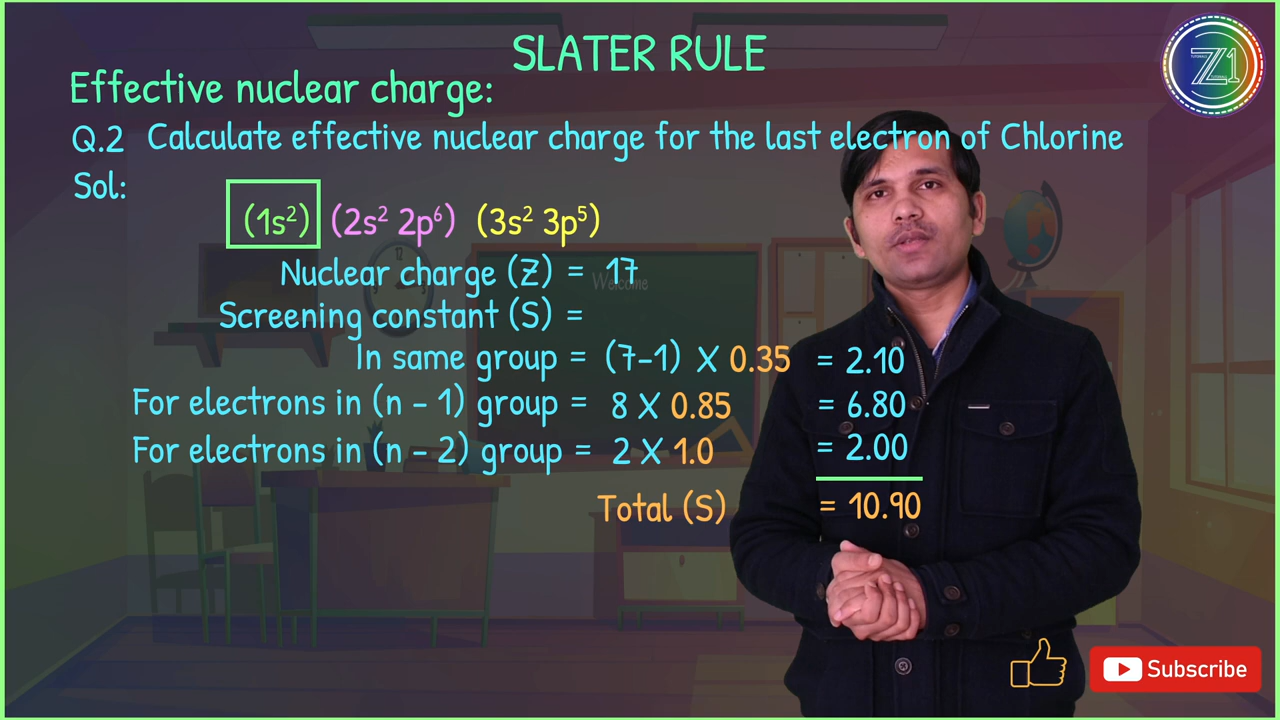 SLATER RULE
Effective nuclear charge:
Q.2 Calculate effective nuclear charge for the last electron of Chlorine
Sol:
(1s²) (2s² 2p⁶) (3s² 3p⁵)
Nuclear charge (Z) = 17
Welcome
Screening constant (S) =
In same group = (7-1) X 0.35 = 2.10
For electrons in (n - 1) group = 8 X 0.85 = 6.80
For electrons in (n - 2) group = 2 X 1.0 = 2.00
Total (S) = 10.90
Subscribe